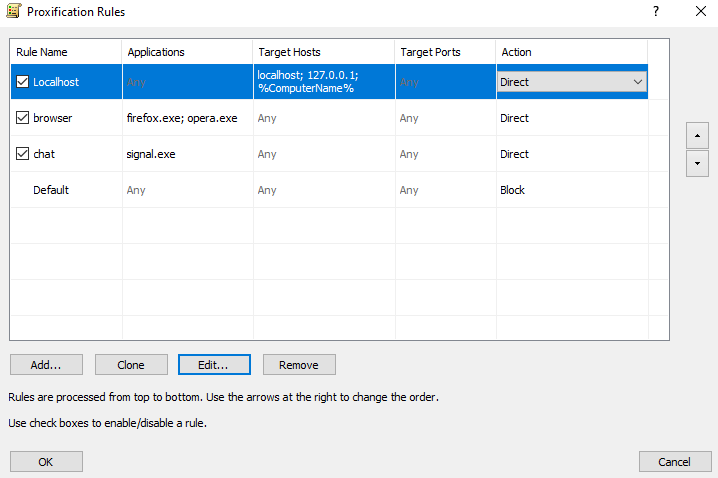 Proxification Rules
? ×
Rule Name Applications Target Hosts Target Ports Action
Localhost Any localhost; 127.0.0.1; Any Direct
%ComputerName%
browser firefox.exe; opera.exe Any Any Direct
chat signal.exe Any Any Direct
Default Any Any Any Block
Add... Clone Edit... Remove
Rules are processed from top to bottom. Use the arrows at the right to change the order.
Use check boxes to enable/disable a rule.
OK Cancel